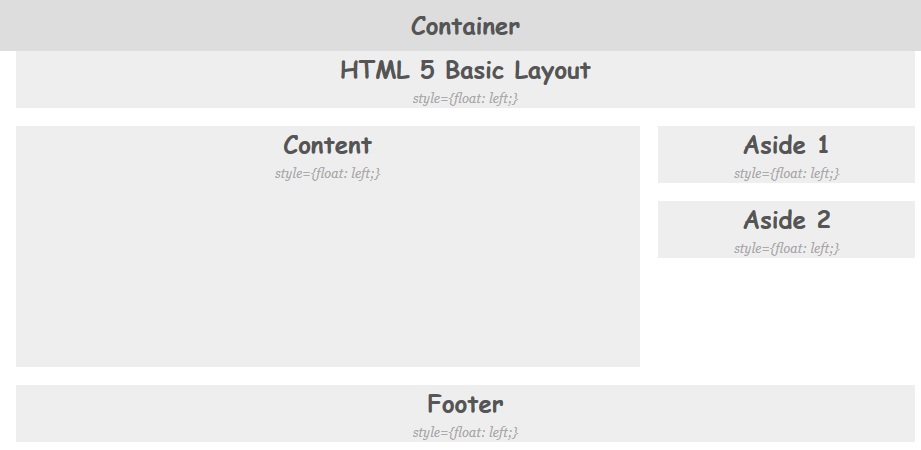 Container
HTML 5 Basic Layout
style={float: left;}
Content
style={float: left;}
Aside 1
style={float: left;}
Aside 2
style={float: left;}
Footer
style={float: left;}